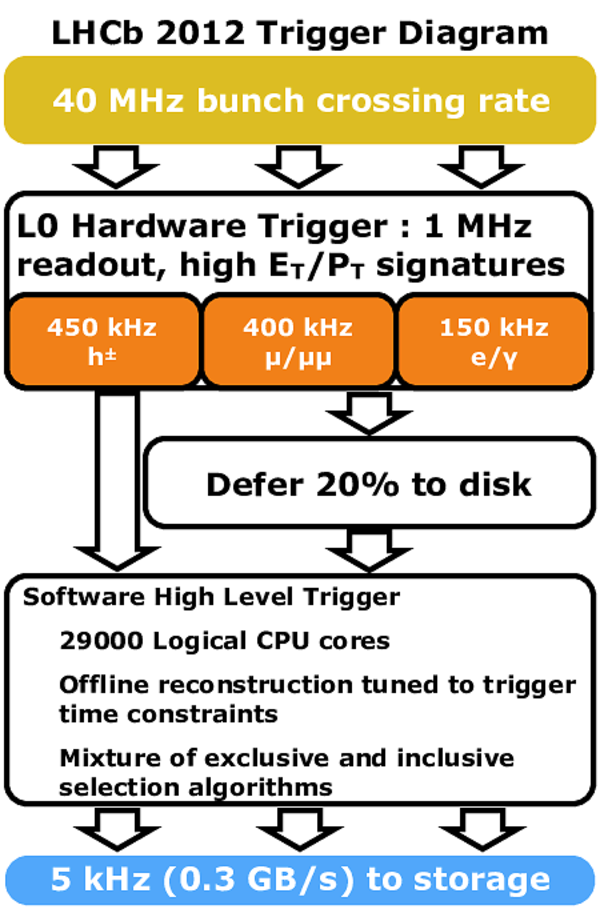 LHCb 2012 Trigger Diagram
40 MHz bunch crossing rate
L0 Hardware Trigger : 1 MHz
readout, high E_T/P_T signatures
450 kHz
h±
400 kHz
μ/μμ
150 kHz
e/γ
Defer 20% to disk
Software High Level Trigger
29000 Logical CPU cores
Offline reconstruction tuned to trigger
time constraints
Mixture of exclusive and inclusive
selection algorithms
5 kHz (0.3 GB/s) to storage